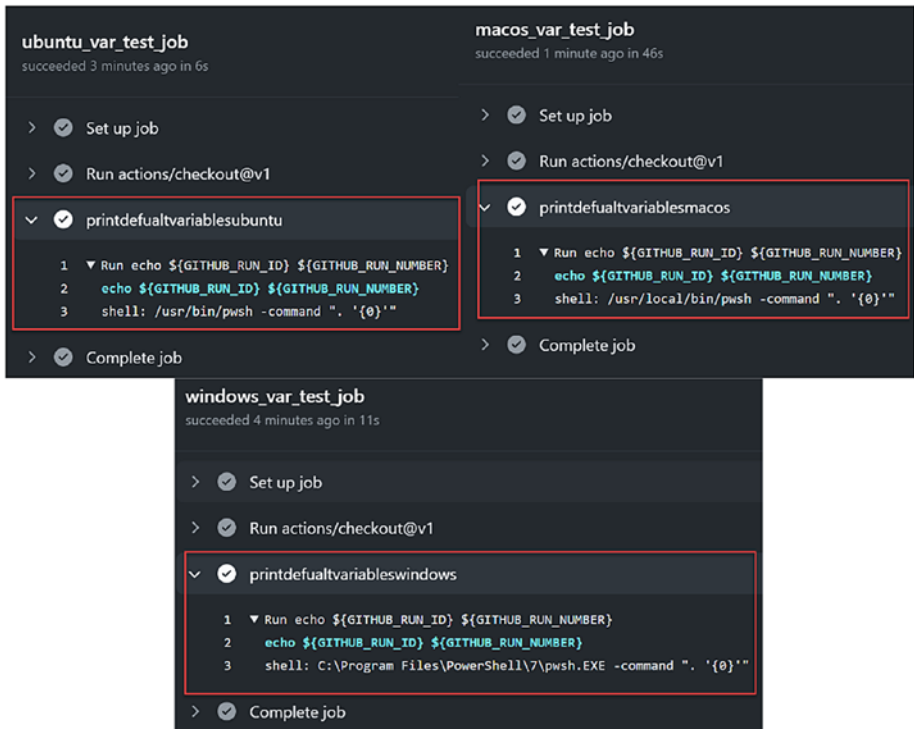 ubuntu_var_test_job
succeeded 3 minutes ago in 6s
Set up job
Run actions/checkout@v1
printdefualtvariablesubuntu
1 ▼ Run echo ${GITHUB_RUN_ID} ${GITHUB_RUN_NUMBER}
2 echo ${GITHUB_RUN_ID} ${GITHUB_RUN_NUMBER}
3 shell: /usr/bin/pwsh -command ". '{0}'"
Complete job
macos_var_test_job
succeeded 1 minute ago in 46s
Set up job
Run actions/checkout@v1
printdefualtvariablesmacos
1 ▼ Run echo ${GITHUB_RUN_ID} ${GITHUB_RUN_NUMBER}
2 echo ${GITHUB_RUN_ID} ${GITHUB_RUN_NUMBER}
3 shell: /usr/local/bin/pwsh -command ". '{0}'"
Complete job
windows_var_test_job
succeeded 4 minutes ago in 11s
Set up job
Run actions/checkout@v1
printdefualtvariableswindows
1 ▼ Run echo ${GITHUB_RUN_ID} ${GITHUB_RUN_NUMBER}
2 echo ${GITHUB_RUN_ID} ${GITHUB_RUN_NUMBER}
3 shell: C:\Program Files\PowerShell\7\pwsh.EXE -command ". '{0}'"
Complete job